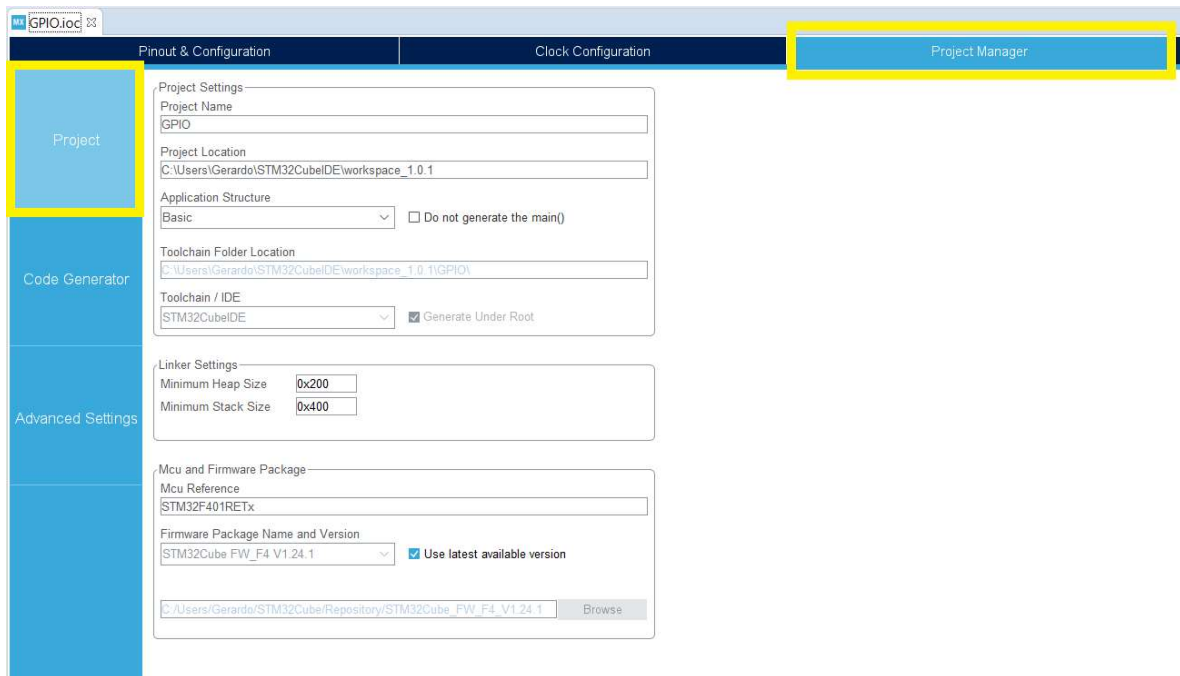 MX GPIO.ioc
Pinout & Configuration Clock Configuration Project Manager
Project
Code Generator
Advanced Settings
Project Settings
Project Name
GPIO
Project Location
C:\Users\Gerardo\STM32CubeIDE\workspace_1.0.1
Application Structure
Basic Do not generate the main()
Toolchain Folder Location
C:\Users\Gerardo\STM32CubeIDE\workspace_1.0.1\GPIO\
Toolchain / IDE
STM32CubeIDE Generate Under Root
Linker Settings
Minimum Heap Size 0x200
Minimum Stack Size 0x400
Mcu and Firmware Package
Mcu Reference
STM32F401RETx
Firmware Package Name and Version
STM32Cube FW_F4 V1.24.1 Use latest available version
C:/Users/Gerardo/STM32Cube/Repository/STM32Cube_FW_F4_V1.24.1 Browse